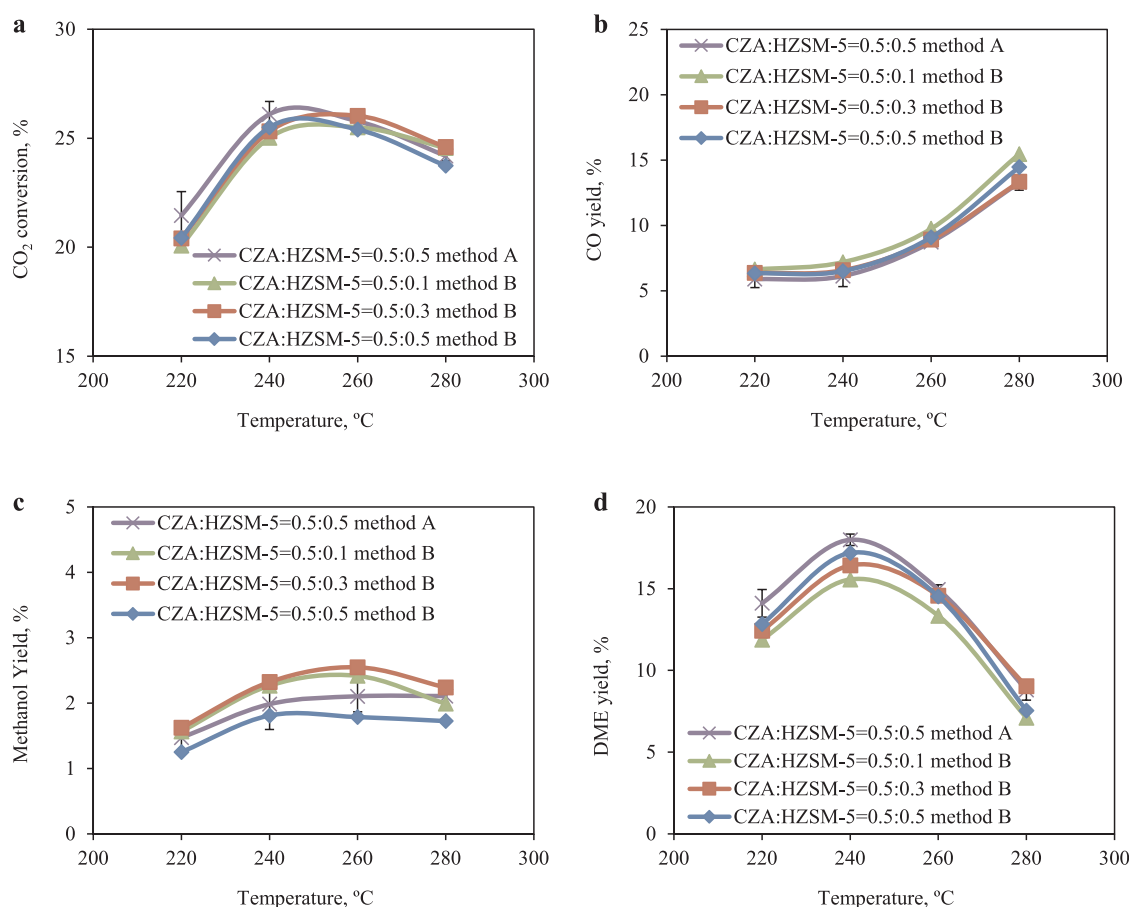 a
30
25
20
15
CO₂ conversion, %
CZA:HZSM-5=0.5:0.5 method A
CZA:HZSM-5=0.5:0.1 method B
CZA:HZSM-5=0.5:0.3 method B
CZA:HZSM-5=0.5:0.5 method B
200 220 240 260 280 300
Temperature, ºC
b
25
20
15
10
5
0
CO yield, %
CZA:HZSM-5=0.5:0.5 method A
CZA:HZSM-5=0.5:0.1 method B
CZA:HZSM-5=0.5:0.3 method B
CZA:HZSM-5=0.5:0.5 method B
200 220 240 260 280 300
Temperature, ºC
c
5
4
3
2
1
0
Methanol Yield, %
CZA:HZSM-5=0.5:0.5 method A
CZA:HZSM-5=0.5:0.1 method B
CZA:HZSM-5=0.5:0.3 method B
CZA:HZSM-5=0.5:0.5 method B
200 220 240 260 280 300
Temperature, ºC
d
20
15
10
5
0
DME yield, %
CZA:HZSM-5=0.5:0.5 method A
CZA:HZSM-5=0.5:0.1 method B
CZA:HZSM-5=0.5:0.3 method B
CZA:HZSM-5=0.5:0.5 method B
200 220 240 260 280 300
Temperature, ºC